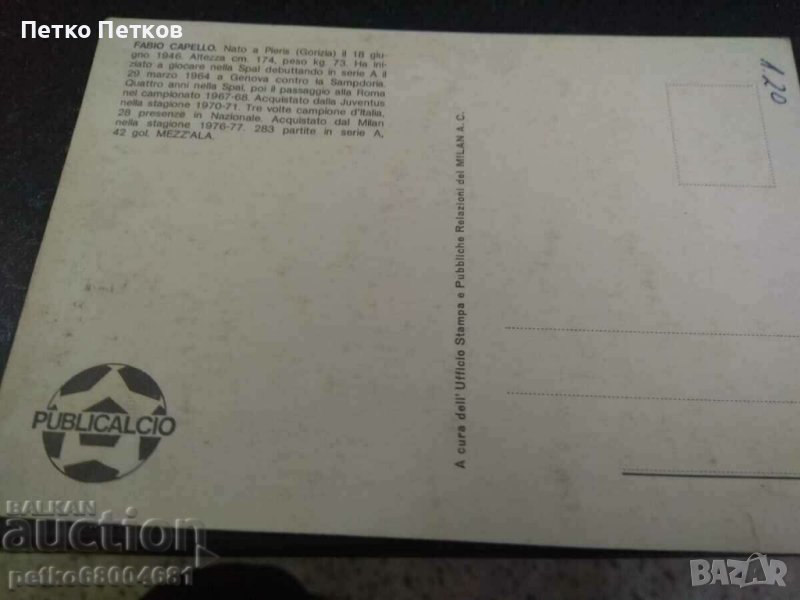 Петко Петков
FABIO CAPELLO. Nato a Pieris (Gorizia) il 18 giu-
gno 1946. Altezza cm. 174, peso kg. 73. Ha ini-
ziato a giocare nella Spal debuttando in serie A il
29 marzo 1964 a Genova contro la Sampdoria.
Quattro anni nella Spal, poi il passaggio alla Roma
nel campionato 1967-68. Acquistato dalla Juventus
nella stagione 1970-71. Tre volte campione d'Italia,
28 presenze in Nazionale. Acquistato dal Milan
nella stagione 1976-77. 283 partite in serie A,
42 gol. MEZZ'ALA.
A cura dell'Ufficio Stampa e Pubbliche Relazioni del MILAN A.C.
1120
PUBLICALCIO
BALKAN
auction
petko68004681
BAZAR